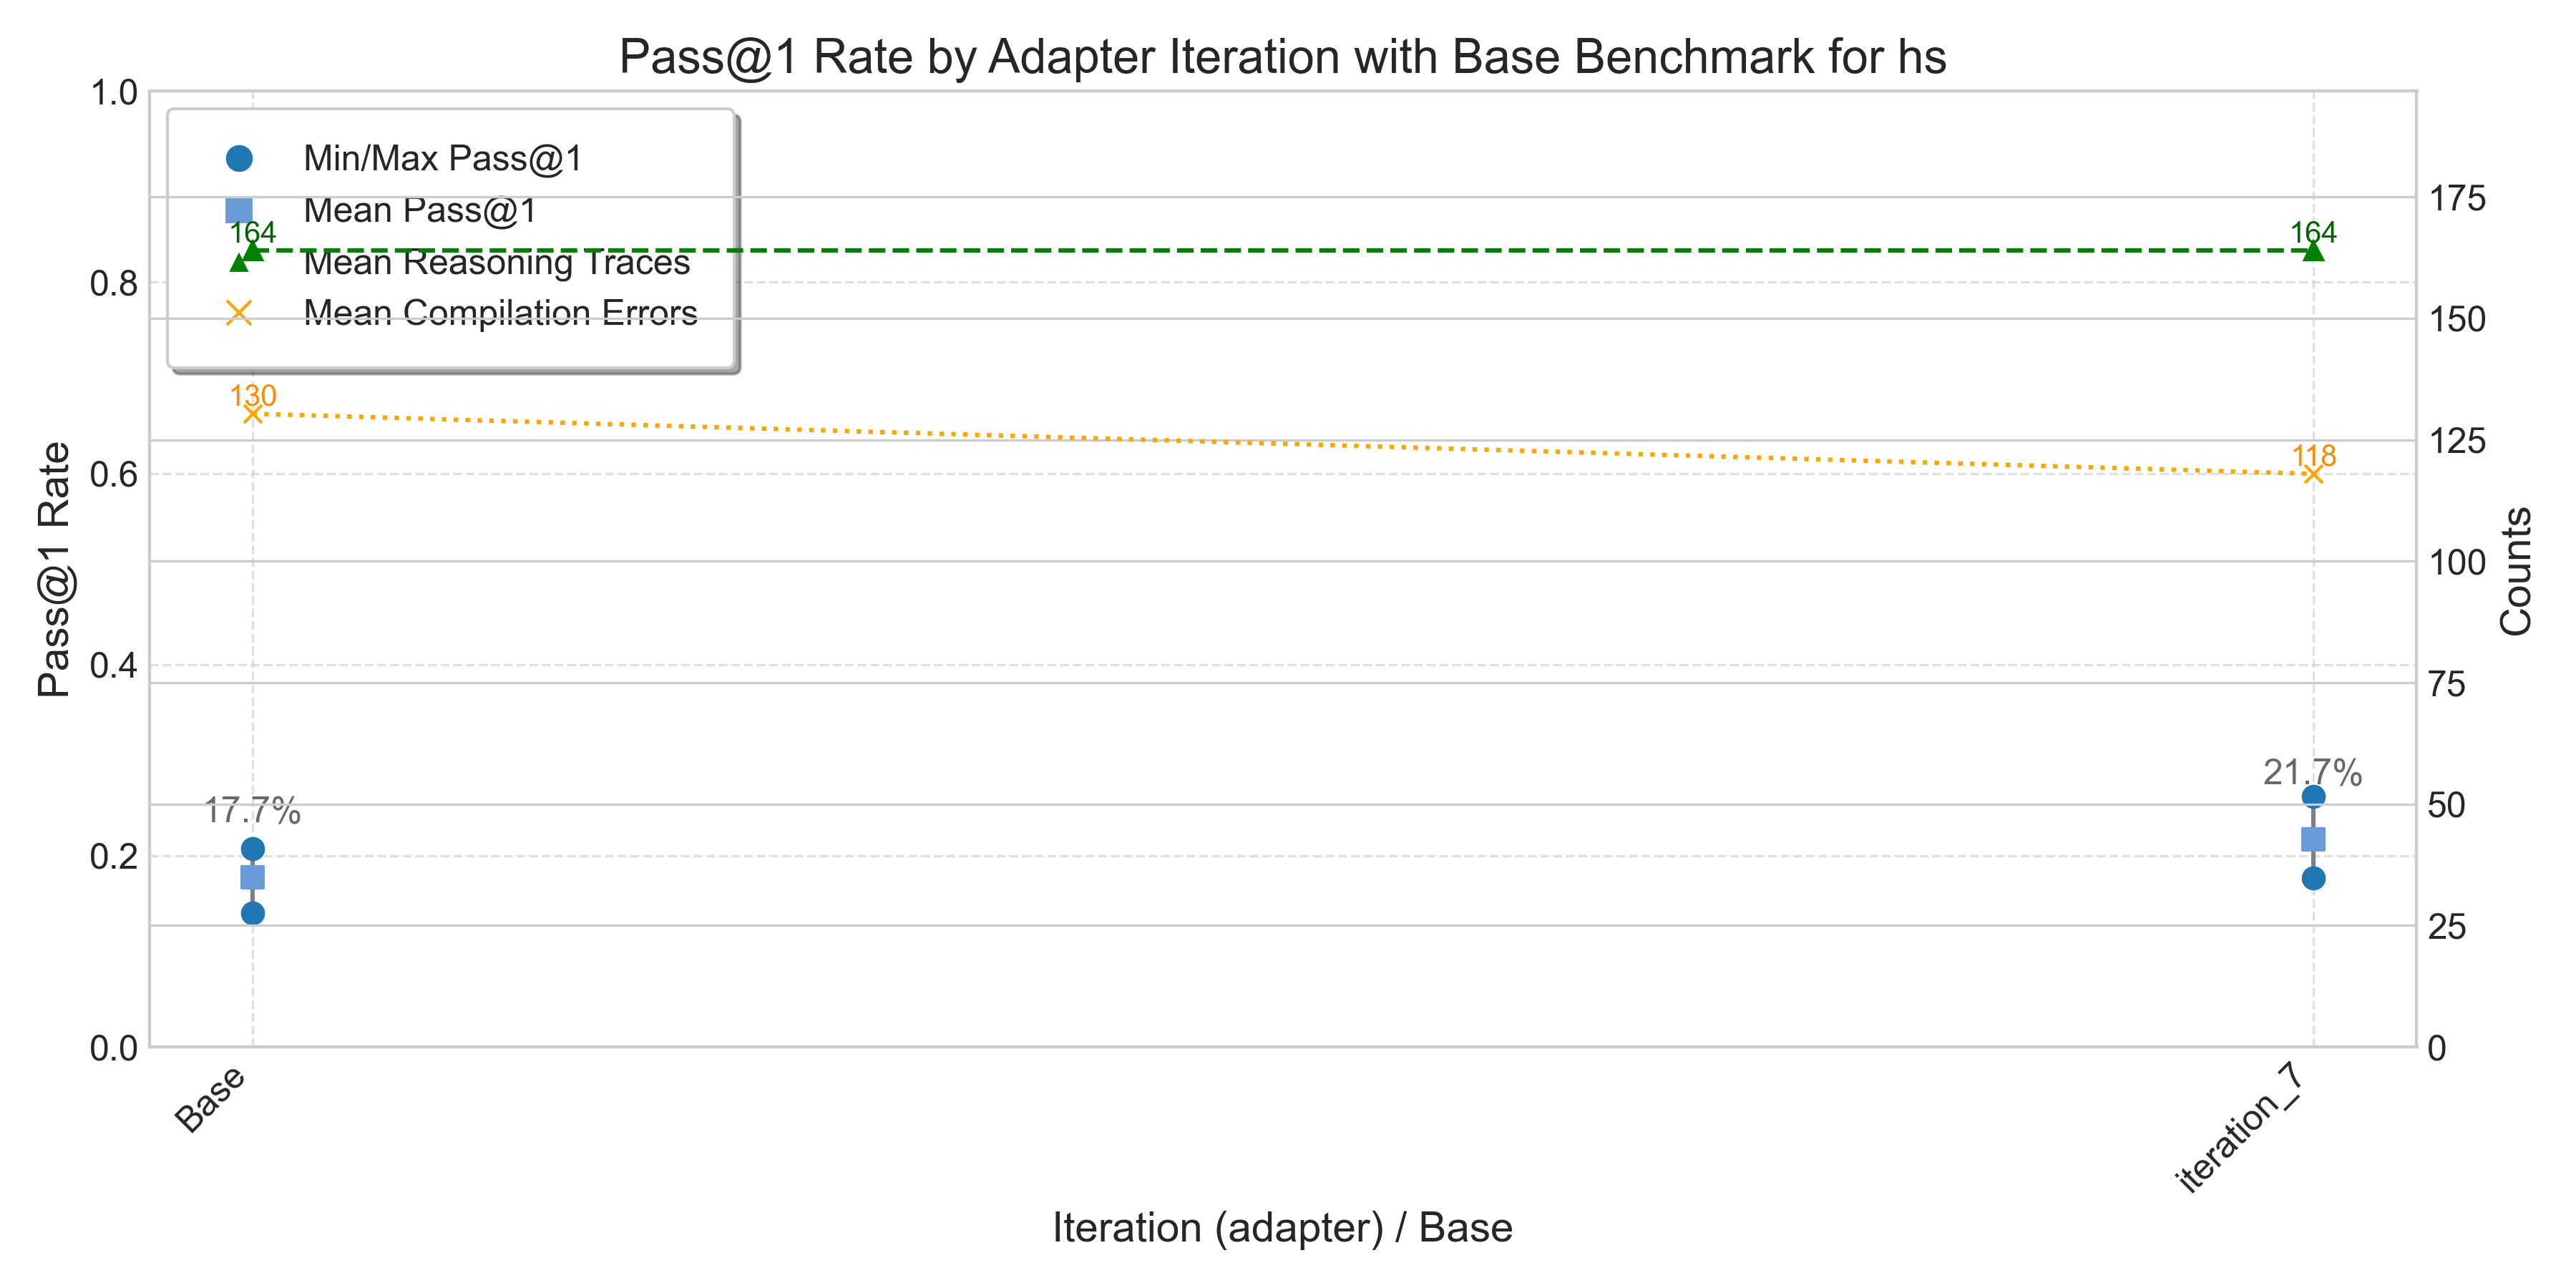 Pass@1 Rate by Adapter Iteration with Base Benchmark for hs
1.0
0.8
0.6
0.4
0.2
0.0
Pass@1 Rate
Min/Max Pass@1
Mean Pass@1
Mean Reasoning Traces
Mean Compilation Errors
164
164
130
118
17.7%
21.7%
175
150
125
100
75
50
25
0
Counts
Base
iteration_7
Iteration (adapter) / Base